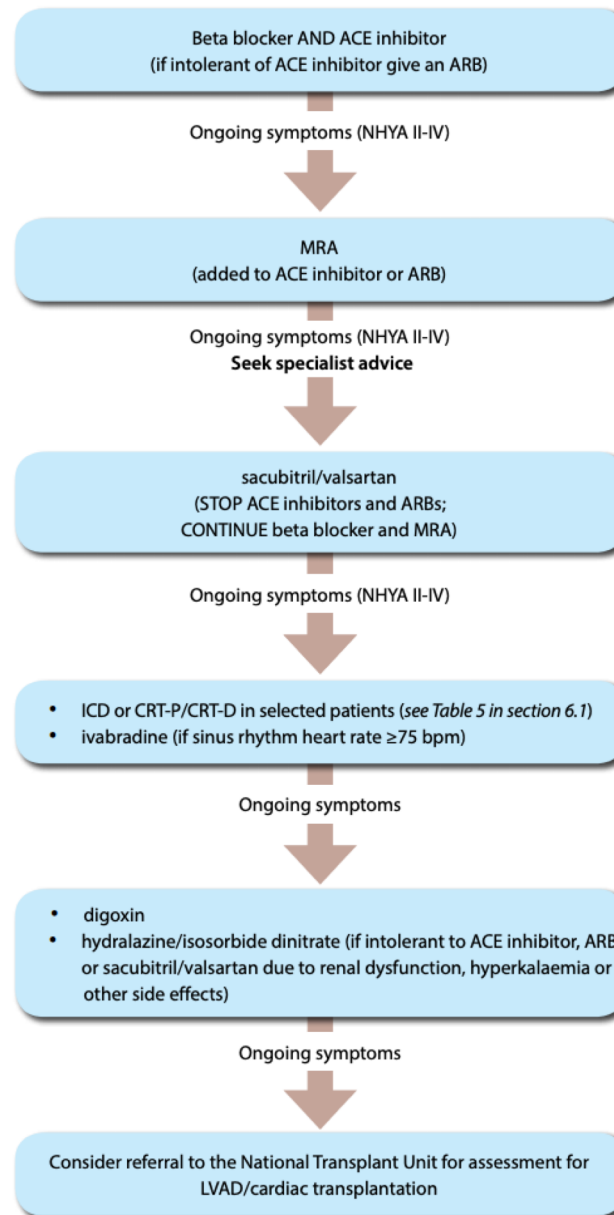 Beta blocker AND ACE inhibitor
(if intolerant of ACE inhibitor give an ARB)
Ongoing symptoms (NHYA II-IV)
MRA
(added to ACE inhibitor or ARB)
Ongoing symptoms (NHYA II-IV)
Seek specialist advice
sacubitril/valsartan
(STOP ACE inhibitors and ARBs;
CONTINUE beta blocker and MRA)
Ongoing symptoms (NHYA II-IV)
• ICD or CRT-P/CRT-D in selected patients (see Table 5 in section 6.1)
• ivabradine (if sinus rhythm heart rate ≥75 bpm)
Ongoing symptoms
• digoxin
• hydralazine/isosorbide dinitrate (if intolerant to ACE inhibitor, ARB
or sacubitril/valsartan due to renal dysfunction, hyperkalaemia or
other side effects)
Ongoing symptoms
Consider referral to the National Transplant Unit for assessment for
LVAD/cardiac transplantation